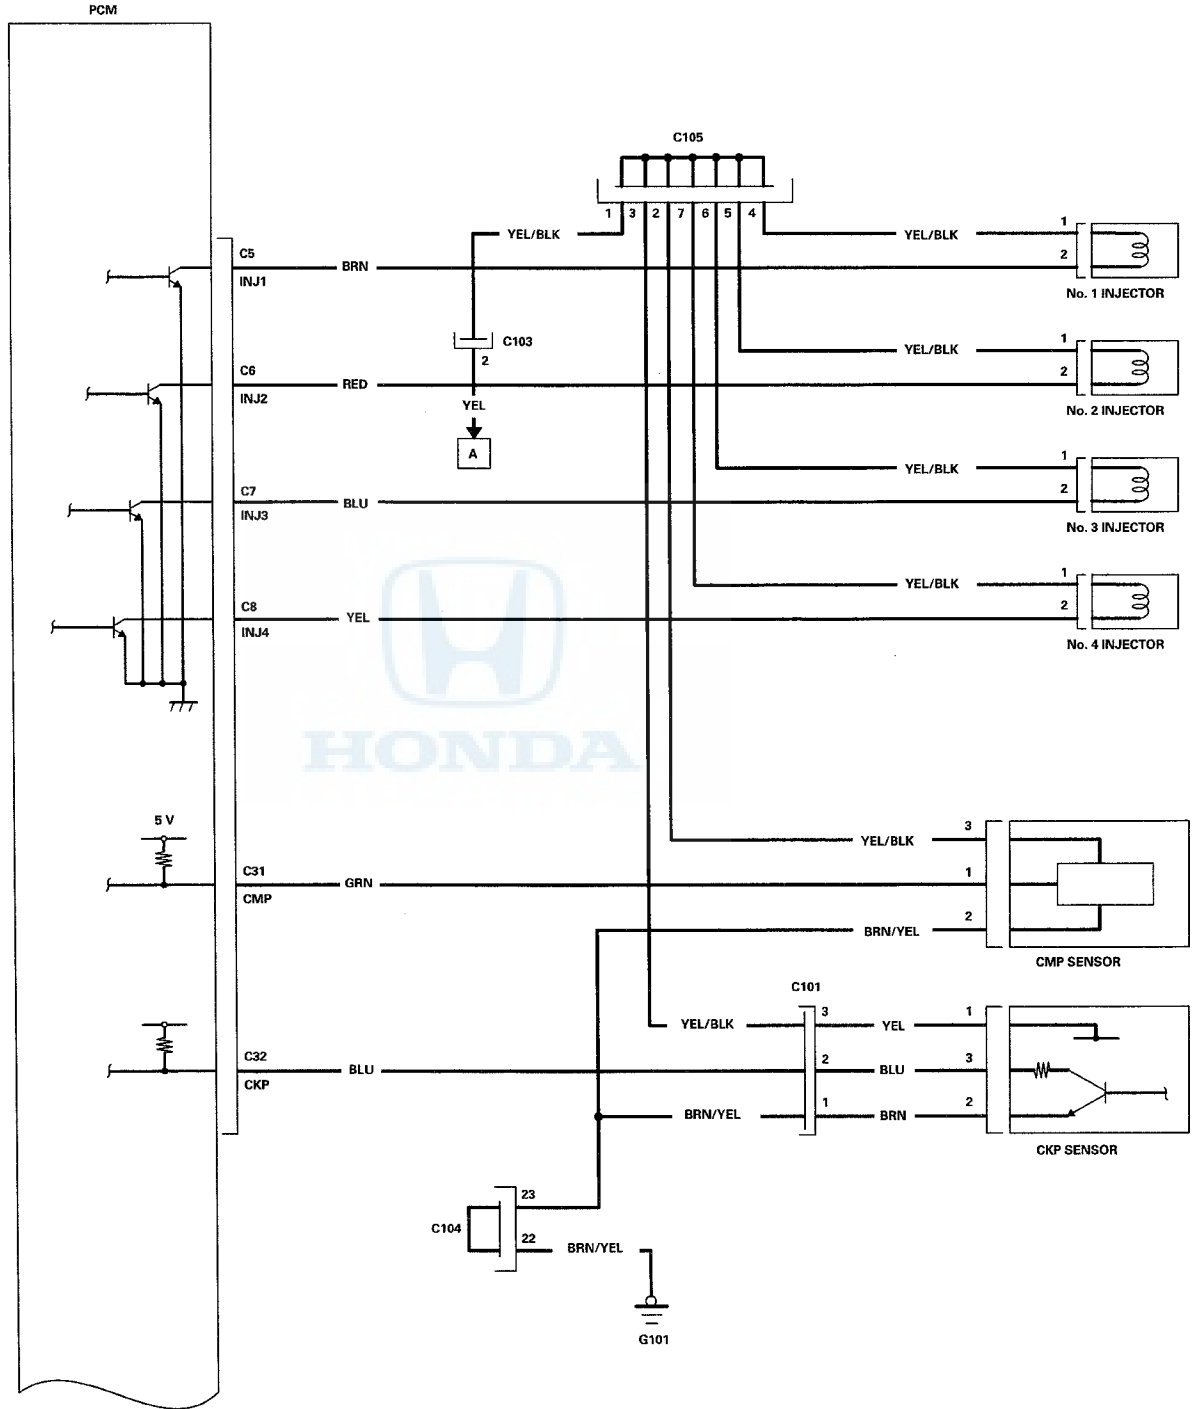 PCM
C105
1 3 2 7 6 5 4
YEL/BLK
YEL/BLK
1
2
C5
BRN
INJ1
No. 1 INJECTOR
C103
2
YEL/BLK
1
2
C6
RED
INJ2
No. 2 INJECTOR
YEL
A
YEL/BLK
1
2
C7
BLU
INJ3
No. 3 INJECTOR
YEL/BLK
1
2
C8
YEL
INJ4
No. 4 INJECTOR
HONDA
5 V
YEL/BLK
3
C31
GRN
1
CMP
BRN/YEL
2
CMP SENSOR
C101
YEL/BLK
3
YEL
1
C32
BLU
2
BLU
3
CKP
BRN/YEL
1
BRN
2
CKP SENSOR
23
C104
22
BRN/YEL
G101